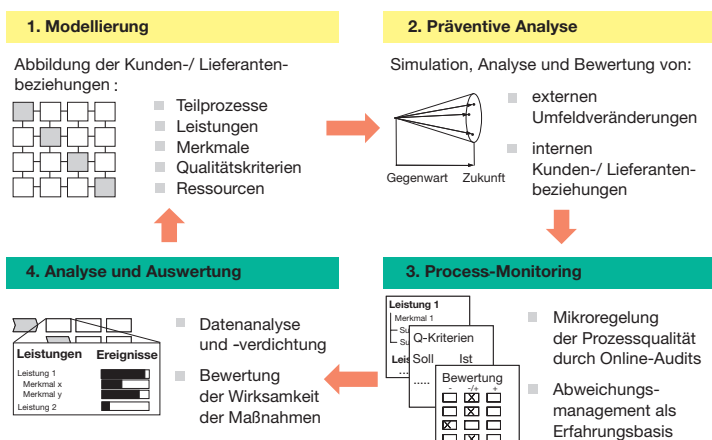 1. Modellierung
Abbildung der Kunden-/ Lieferanten-
beziehungen :
Teilprozesse
Leistungen
Merkmale
Qualitätskriterien
Ressourcen
2. Präventive Analyse
Simulation, Analyse und Bewertung von:
Gegenwart Zukunft
externen
Umfeldveränderungen
internen
Kunden-/ Lieferanten-
beziehungen
4. Analyse und Auswertung
Leistungen Ereignisse
Leistung 1
Merkmal x
Merkmal y
Leistung 2
Datenanalyse
und -verdichtung
Bewertung
der Wirksamkeit
der Maßnahmen
3. Process-Monitoring
Leistung 1
Merkmal 1
Su
Su
Leis
....
Q-Kriterien
Soll Ist
.....
Bewertung
- -/+ +
X
X
X
X
Mikroregelung
der Prozessqualität
durch Online-Audits
Abweichungs-
management als
Erfahrungsbasis